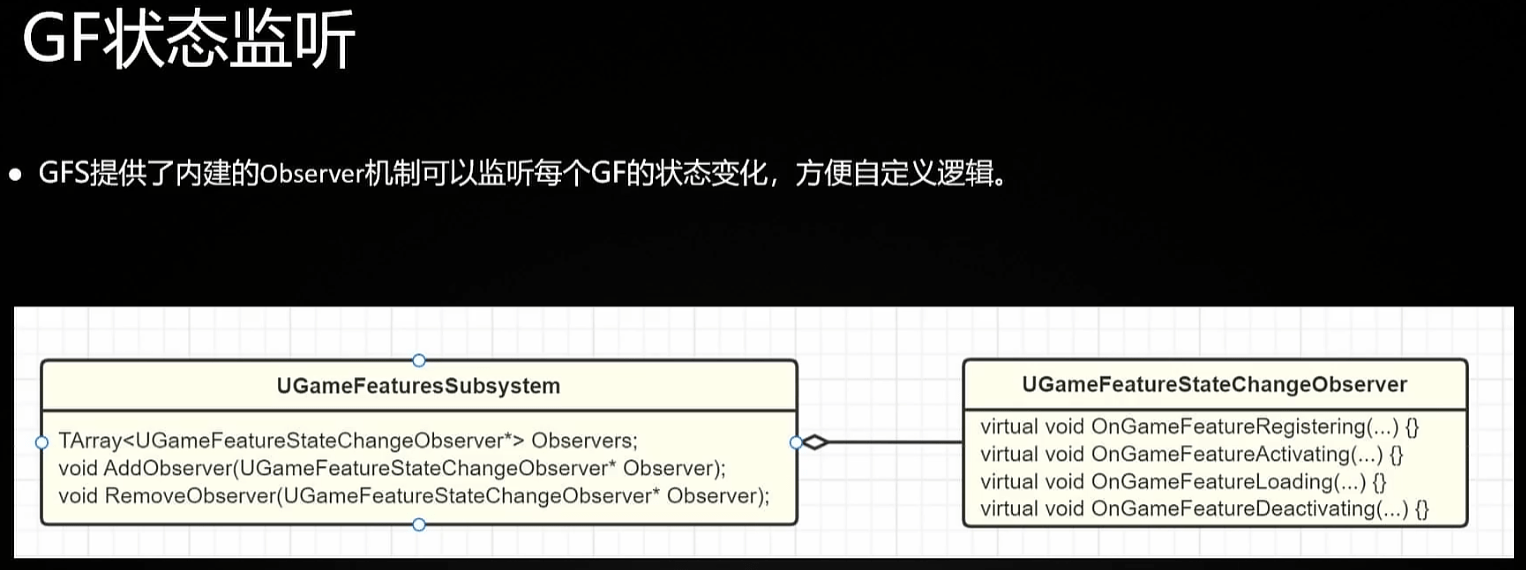 GF状态监听
● GFS提供了内建的Observer机制可以监听每个GF的状态变化，方便自定义逻辑。
UGameFeaturesSubsystem
TArray<UGameFeatureStateChangeObserver*> Observers;
void AddObserver(UGameFeatureStateChangeObserver* Observer);
void RemoveObserver(UGameFeatureStateChangeObserver* Observer);
UGameFeatureStateChangeObserver
virtual void OnGameFeatureRegistering(...) {}
virtual void OnGameFeatureActivating(...) {}
virtual void OnGameFeatureLoading(...) {}
virtual void OnGameFeatureDeactivating(...) {}